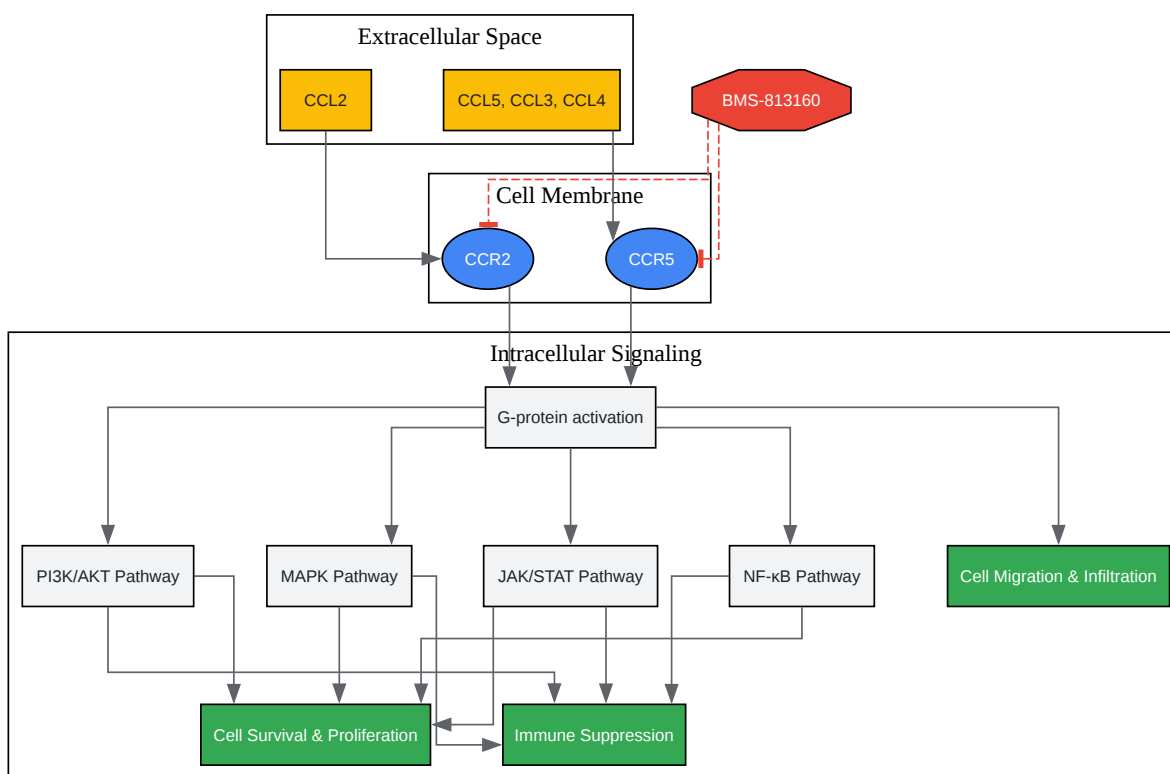 Extracellular Space
CCL2
CCL5, CCL3, CCL4
BMS-813160
Cell Membrane
CCR2
CCR5
Intracellular Signaling
G-protein activation
PI3K/AKT Pathway
MAPK Pathway
JAK/STAT Pathway
NF-κB Pathway
Cell Migration & Infiltration
Cell Survival & Proliferation
Immune Suppression